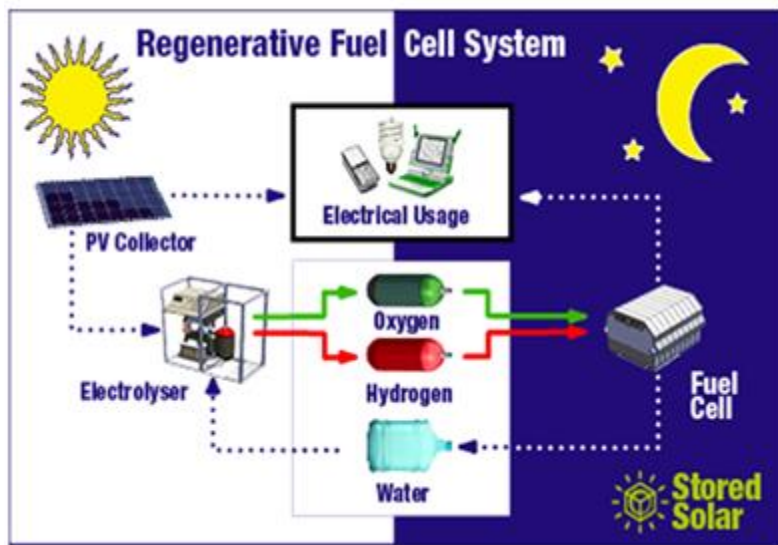 Regenerative Fuel Cell System
Electrical Usage
PV Collector
Oxygen
Electrolyser
Hydrogen
Fuel
Cell
Water
Stored
Solar